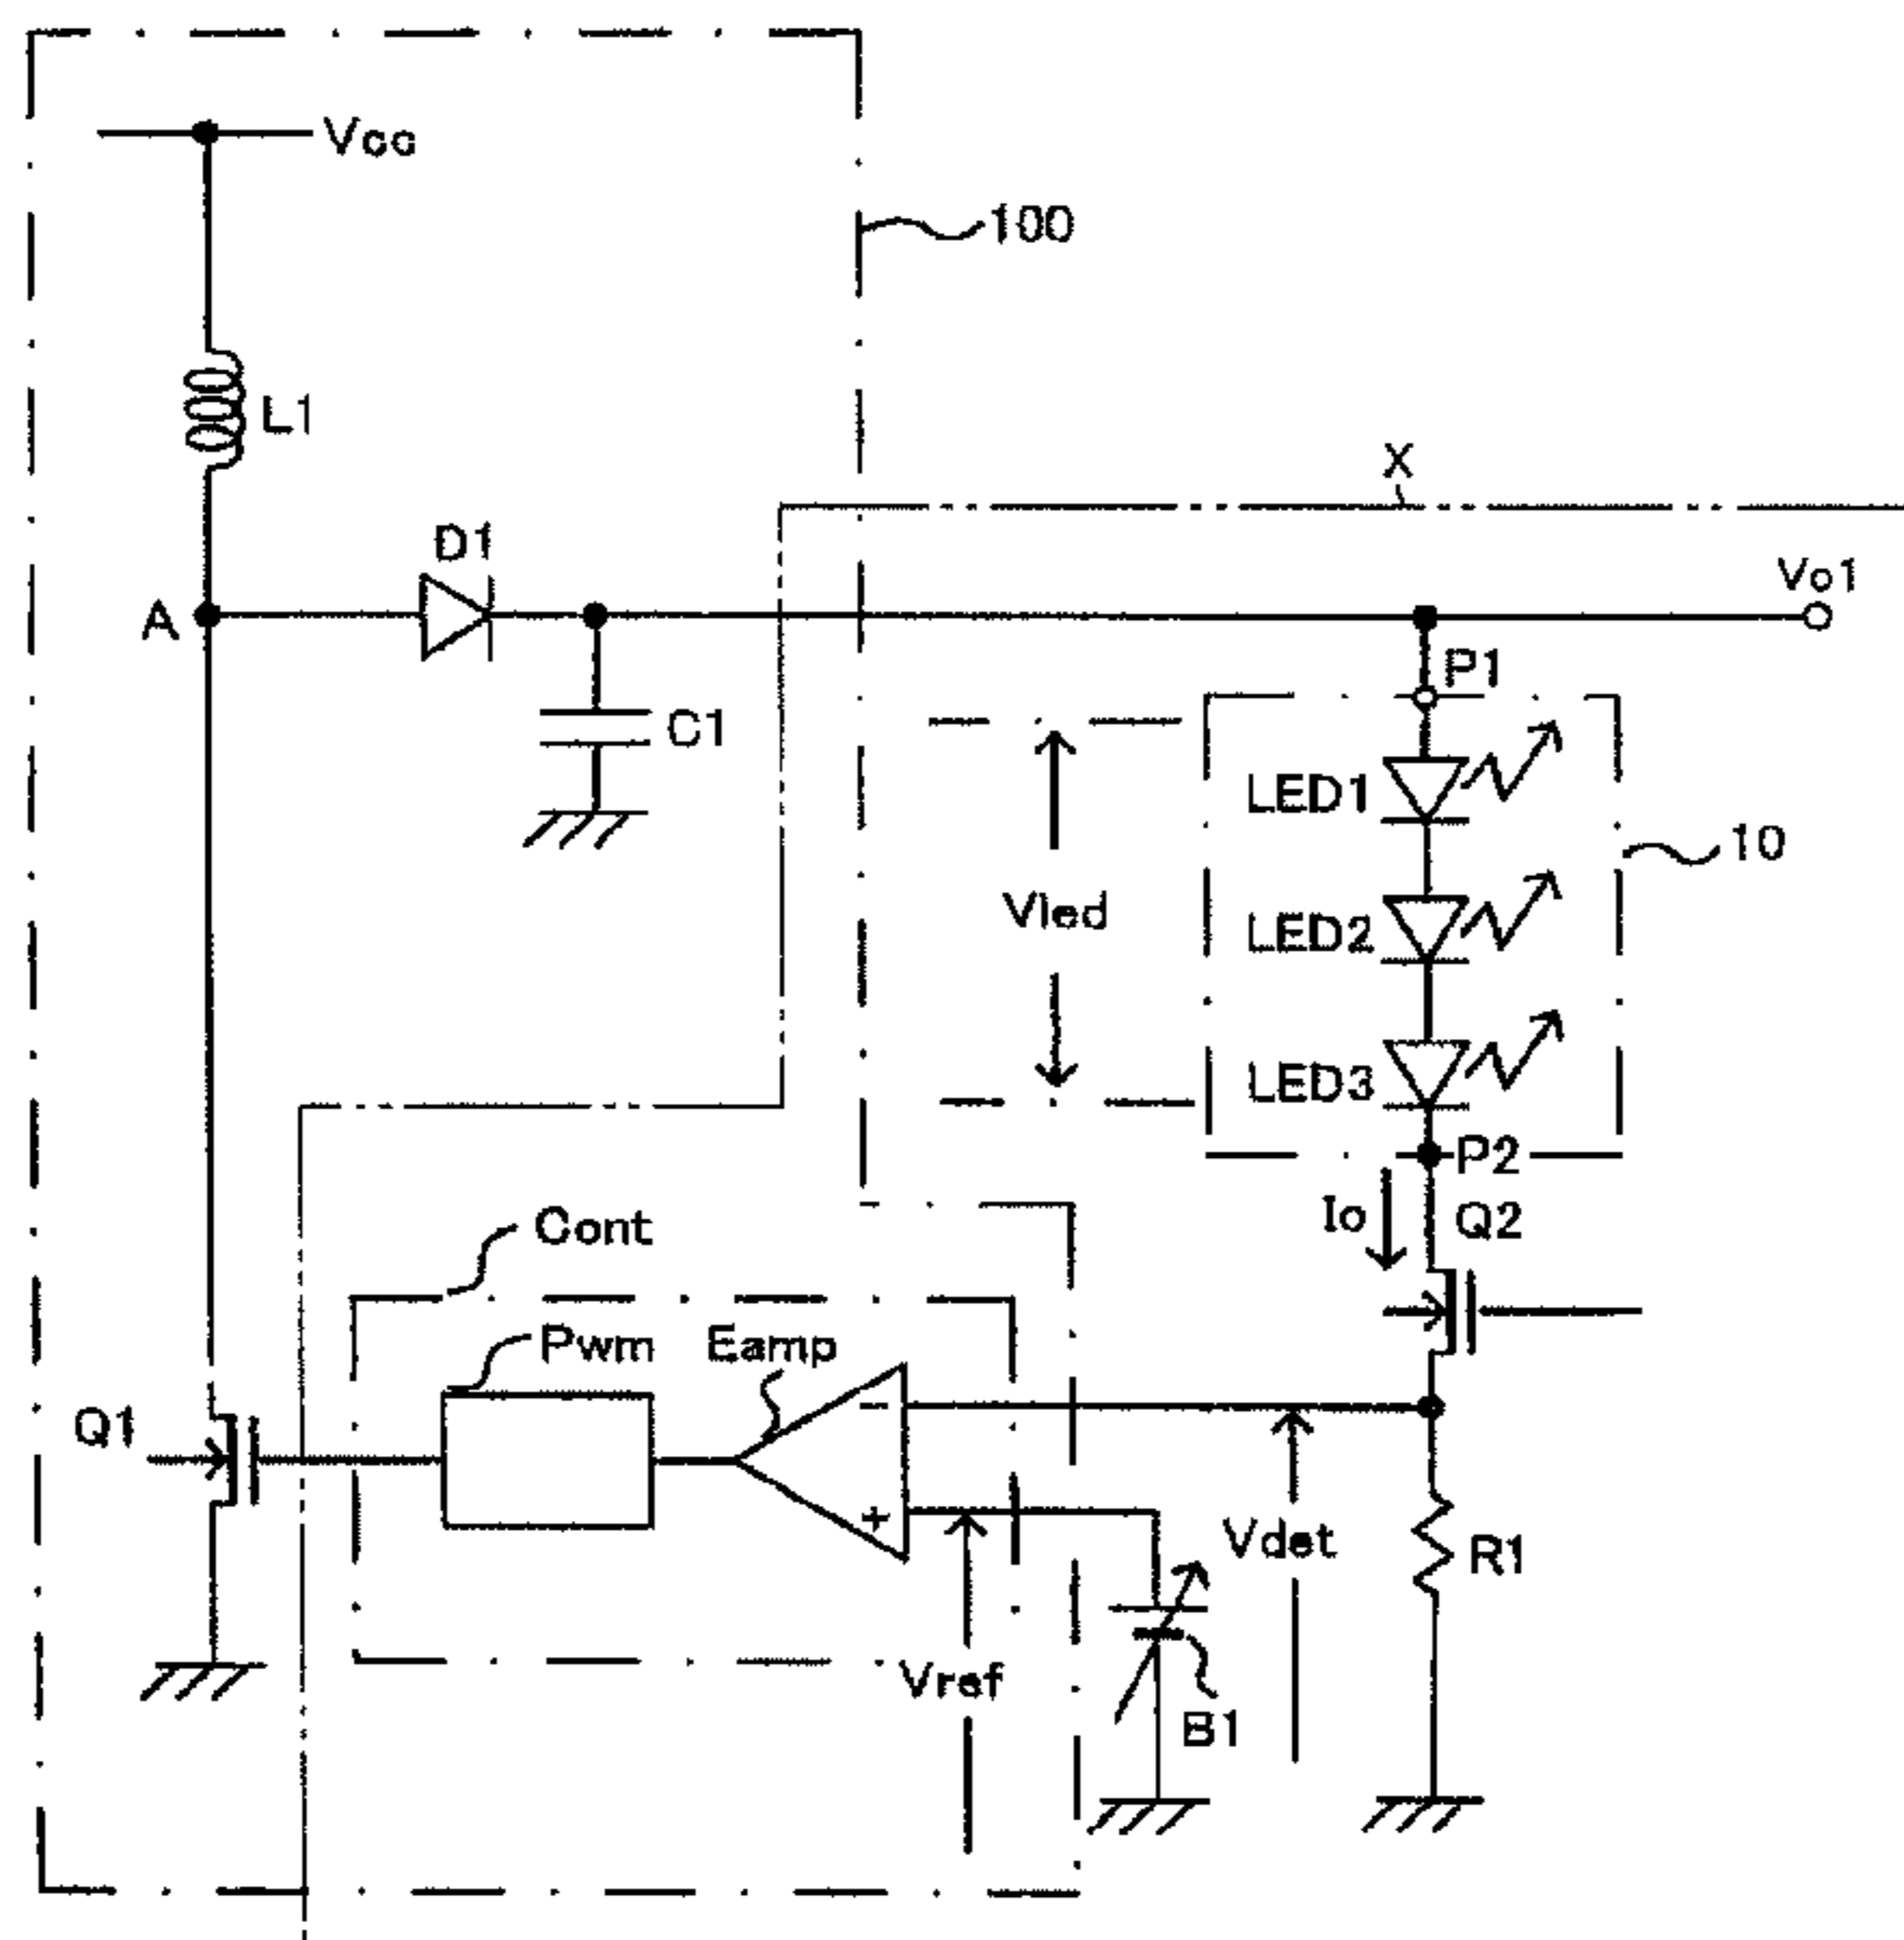 Vcc
100
L1
X
D1
Vo1
A
P1
C1
LED1
10
Vled
LED2
LED3
P2
Io
Q2
Cont
Pwm
Eamp
Q1
−
+
Vdet
R1
Vref
B1